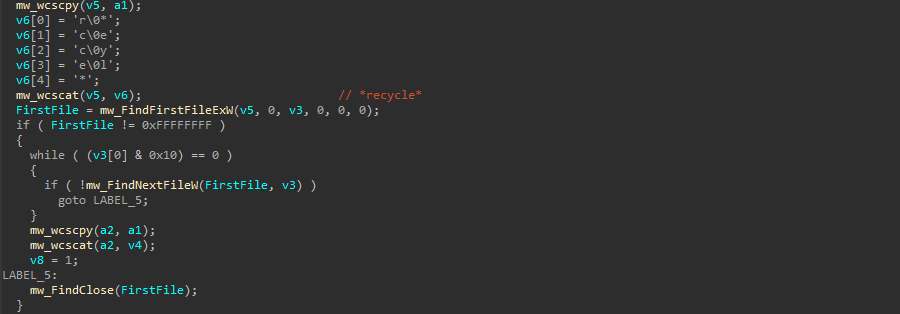 mw_wcscpy(v5, a1);
v6[0] = 'r\0*';
v6[1] = 'c\0e';
v6[2] = 'c\0y';
v6[3] = 'e\0l';
v6[4] = '*';
mw_wcscat(v5, v6); // *recycle*
FirstFile = mw_FindFirstFileExW(v5, 0, v3, 0, 0, 0);
if ( FirstFile != 0xFFFFFFFF )
{
while ( (v3[0] & 0x10) == 0 )
{
if ( !mw_FindNextFileW(FirstFile, v3) )
goto LABEL_5;
}
mw_wcscpy(a2, a1);
mw_wcscat(a2, v4);
v8 = 1;
LABEL_5:
mw_FindClose(FirstFile);
}